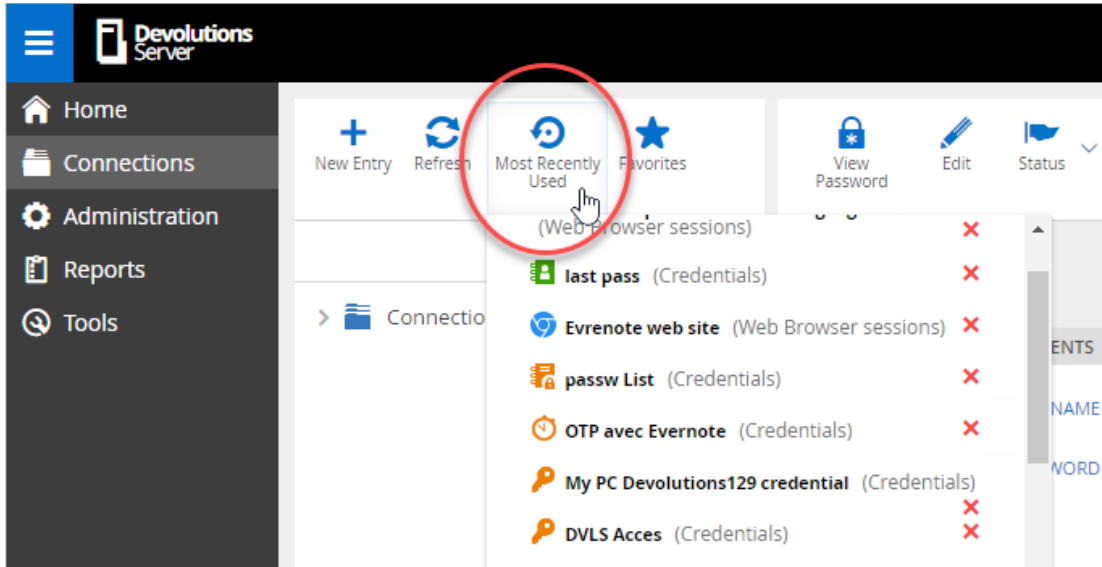 Devolutions
Server
Home
Connections
Administration
Reports
Tools
New Entry
Refresh
Most Recently
Used
Favorites
View
Password
Edit
Status
(Web Browser sessions)
last pass (Credentials)
Connectio
Evrenote web site (Web Browser sessions)
ENTS
passw List (Credentials)
NAME
OTP avec Evernote (Credentials)
My PC Devolutions129 credential (Credentials)
WORD
DVLS Acces (Credentials)